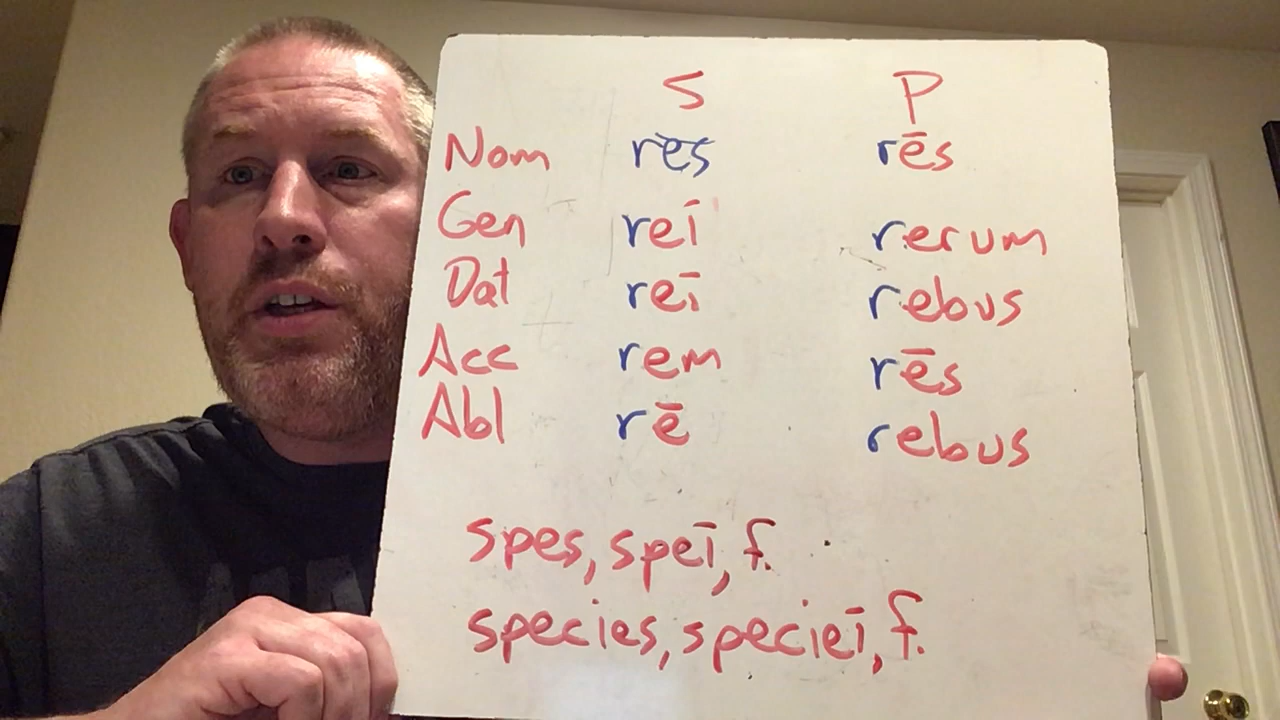 S P
Nom rēs rēs
Gen reī rerum
Dat reī rebus
Acc rem rēs
Abl rē rebus
spes, speī, f.
species, specieī, f.